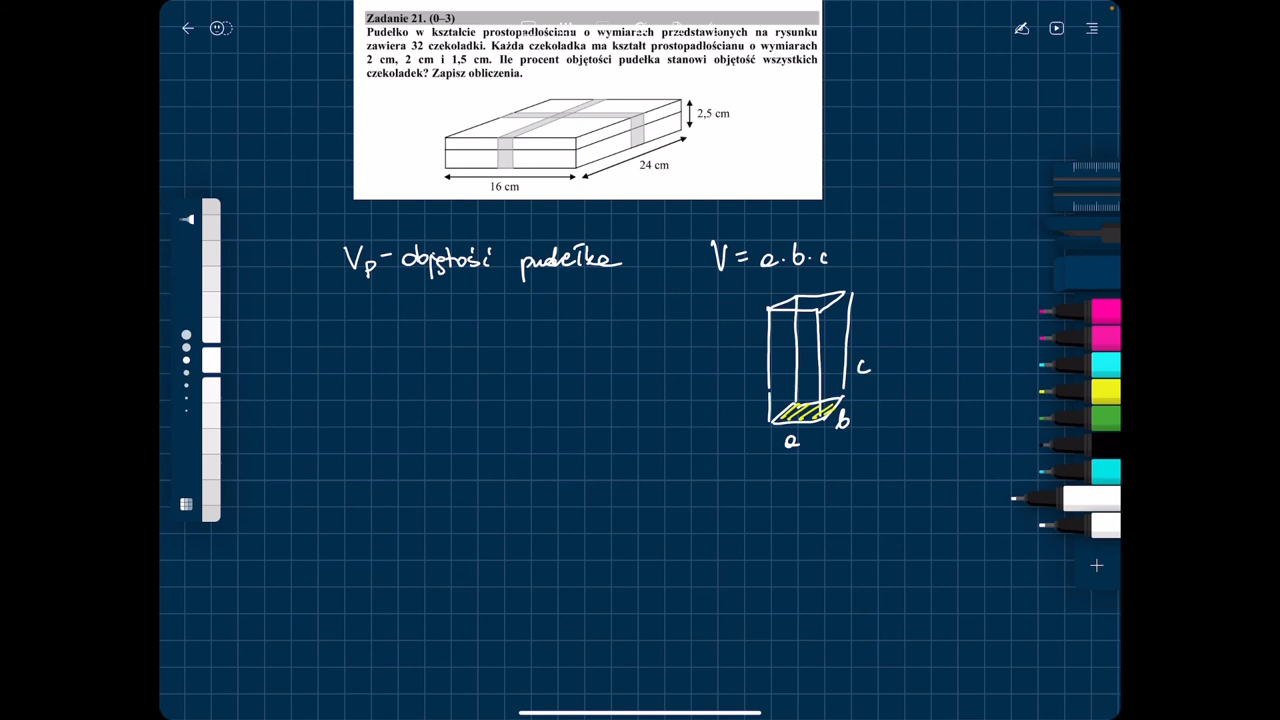 Zadanie 21. (0–3)
Pudełko w kształcie prostopadłościanu o wymiarach przedstawionych na rysunku
zawiera 32 czekoladki. Każda czekoladka ma kształt prostopadłościanu o wymiarach
2 cm, 2 cm i 1,5 cm. Ile procent objętości pudełka stanowi objętość wszystkich
czekoladek? Zapisz obliczenia.
2,5 cm
24 cm
16 cm
Vp - objętość pudełka
V = a·b·c
c
b
a